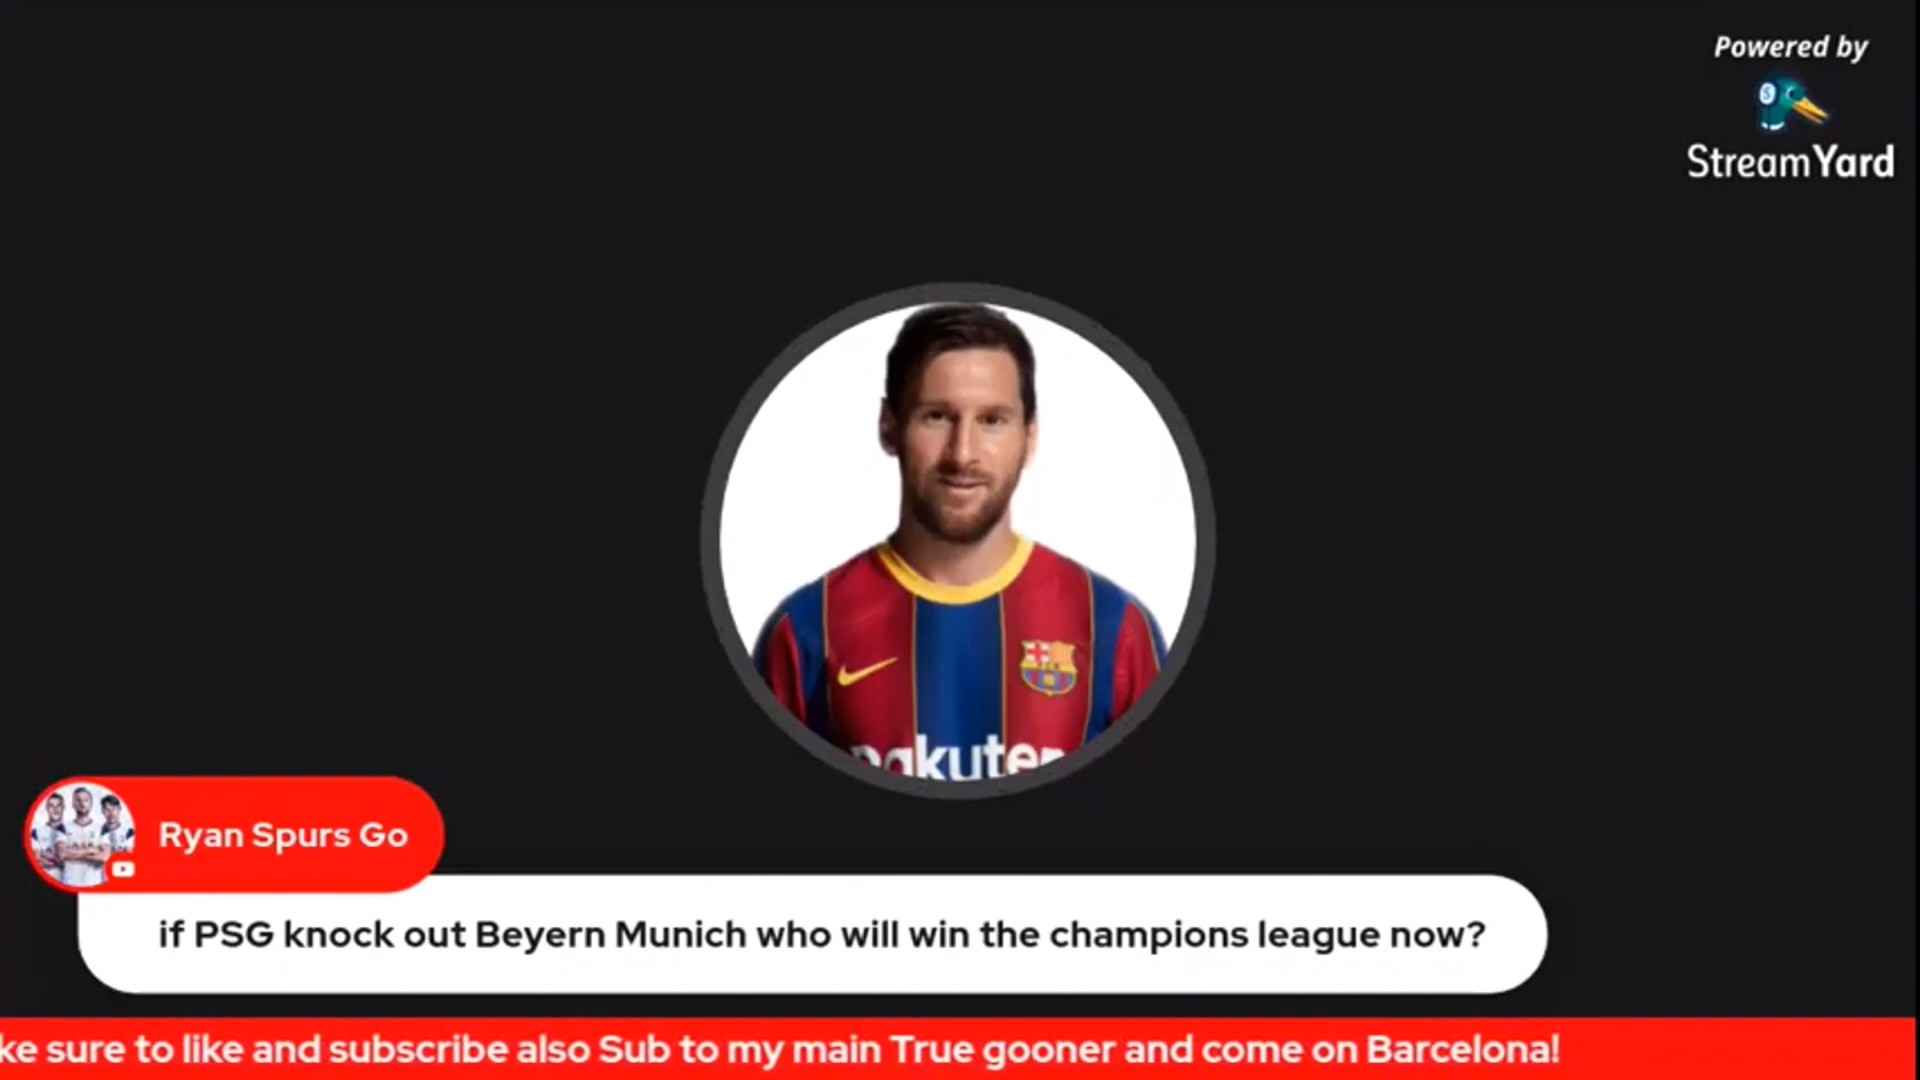 Powered by
StreamYard
Ryan Spurs Go
if PSG knock out Beyern Munich who will win the champions league now?
ke sure to like and subscribe also Sub to my main True gooner and come on Barcelona!